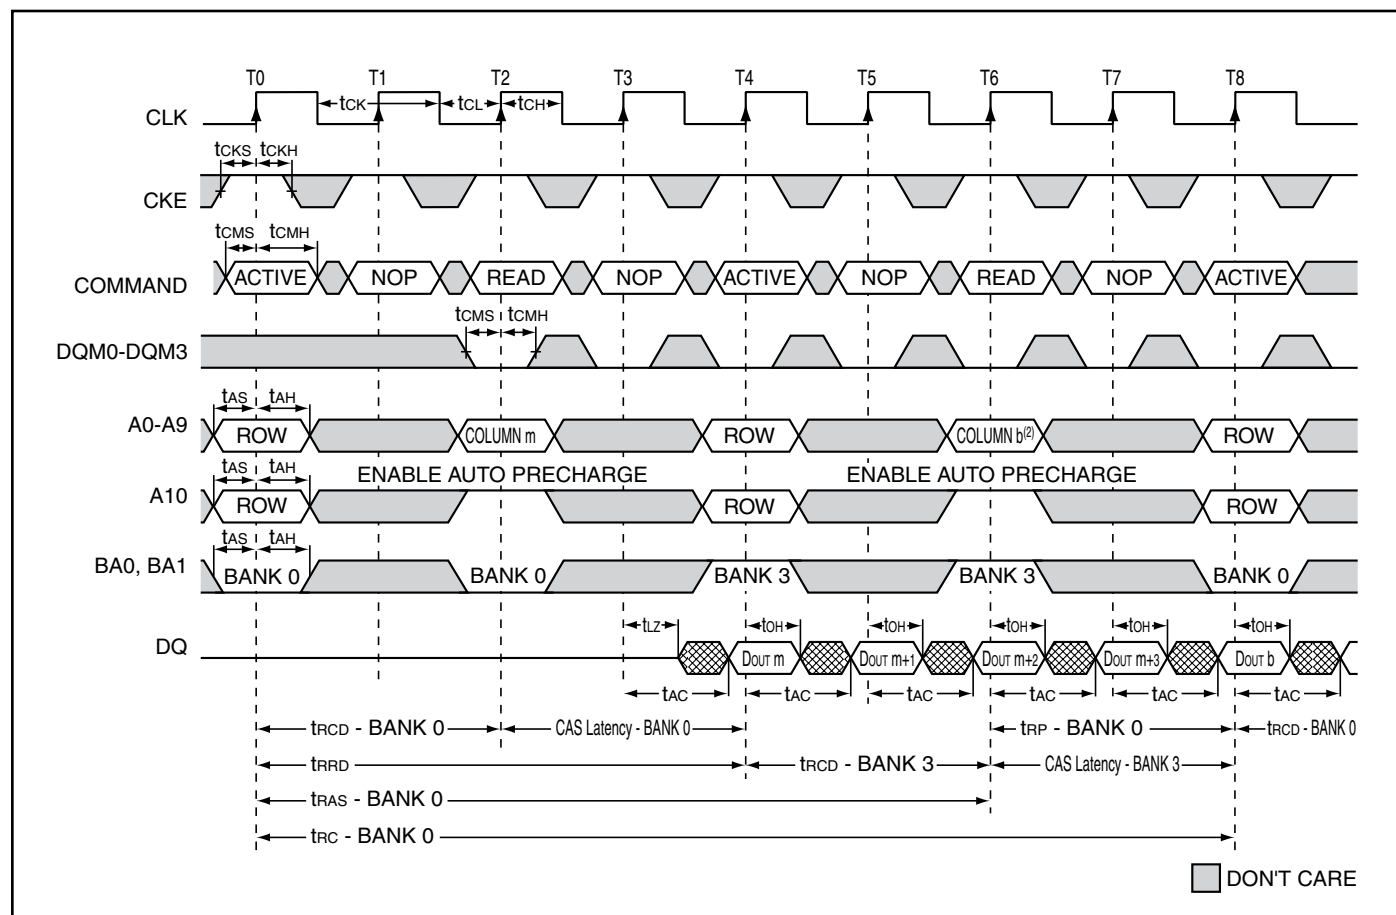 T0 T1 T2 T3 T4 T5 T6 T7 T8
tCK tCL tCH
CLK
tCKS tCKH
CKE
tCMS tCMH
COMMAND ACTIVE NOP READ NOP ACTIVE NOP READ NOP ACTIVE
tCMS tCMH
DQM0-DQM3
tAS tAH
A0-A9 ROW COLUMN m ROW COLUMN b(2) ROW
tAS tAH ENABLE AUTO PRECHARGE ENABLE AUTO PRECHARGE
A10 ROW ROW ROW
tAS tAH
BA0, BA1 BANK 0 BANK 0 BANK 3 BANK 3 BANK 0
tLZ tOH tOH tOH tOH tOH
DQ DOUT m DOUT m+1 DOUT m+2 DOUT m+3 DOUT b
tAC tAC tAC tAC tAC tAC
tRCD - BANK 0 CAS Latency - BANK 0 tRP - BANK 0 tRCD - BANK 0
tRRD tRCD - BANK 3 CAS Latency - BANK 3
tRAS - BANK 0
tRC - BANK 0
DON'T CARE